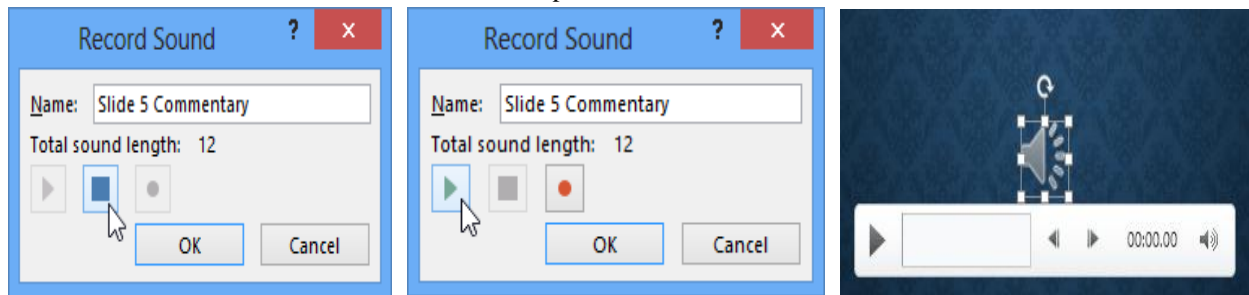 Record Sound ? x
Name: Slide 5 Commentary
Total sound length: 12
OK Cancel
Record Sound ? x
Name: Slide 5 Commentary
Total sound length: 12
OK Cancel
00:00.00